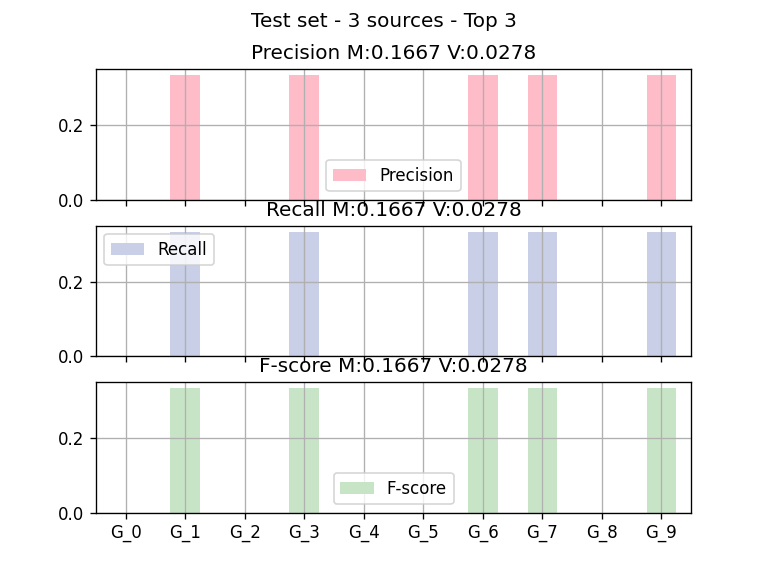 Test set - 3 sources - Top 3
Precision M:0.1667 V:0.0278
0.2
0.0
Precision
Recall M:0.1667 V:0.0278
Recall
0.2
0.0
F-score M:0.1667 V:0.0278
0.2
0.0
F-score
G_0 G_1 G_2 G_3 G_4 G_5 G_6 G_7 G_8 G_9